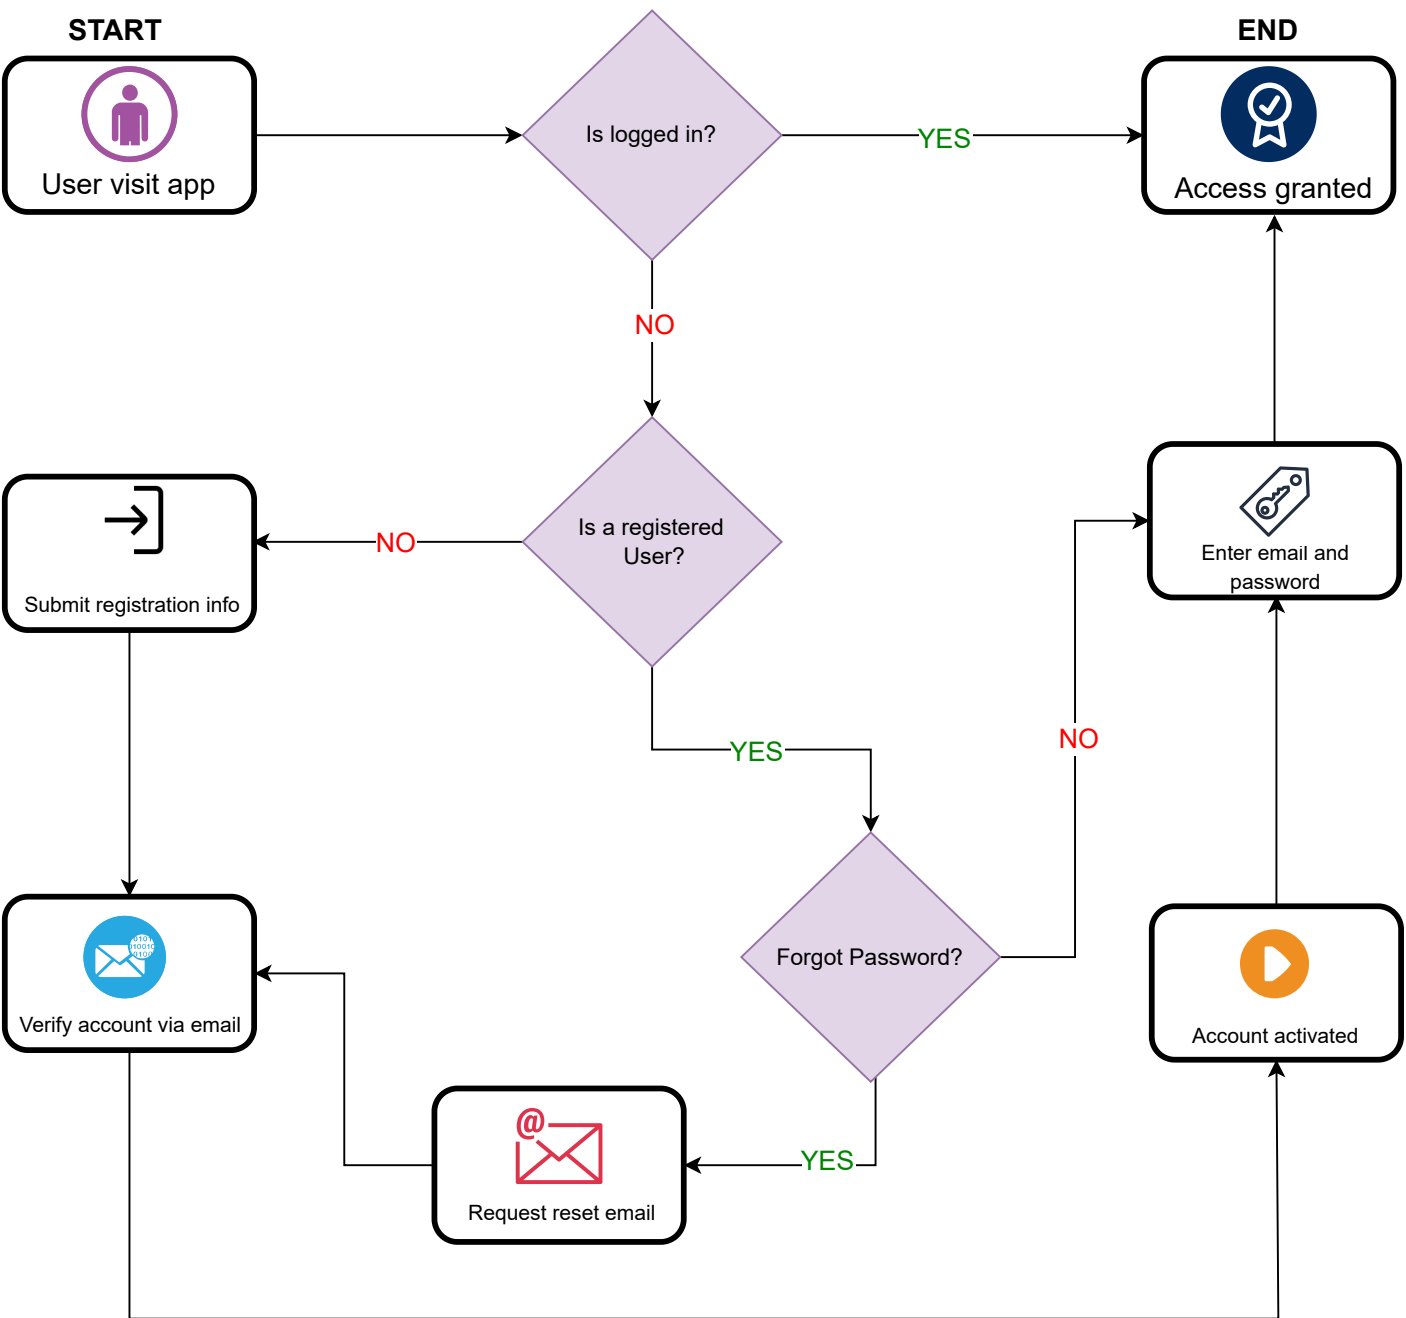 START
END
User visit app
Is logged in?
YES
Access granted
NO
Is a registered
User?
NO
Submit registration info
Enter email and
password
YES
NO
Forgot Password?
Verify account via email
Account activated
YES
@
Request reset email